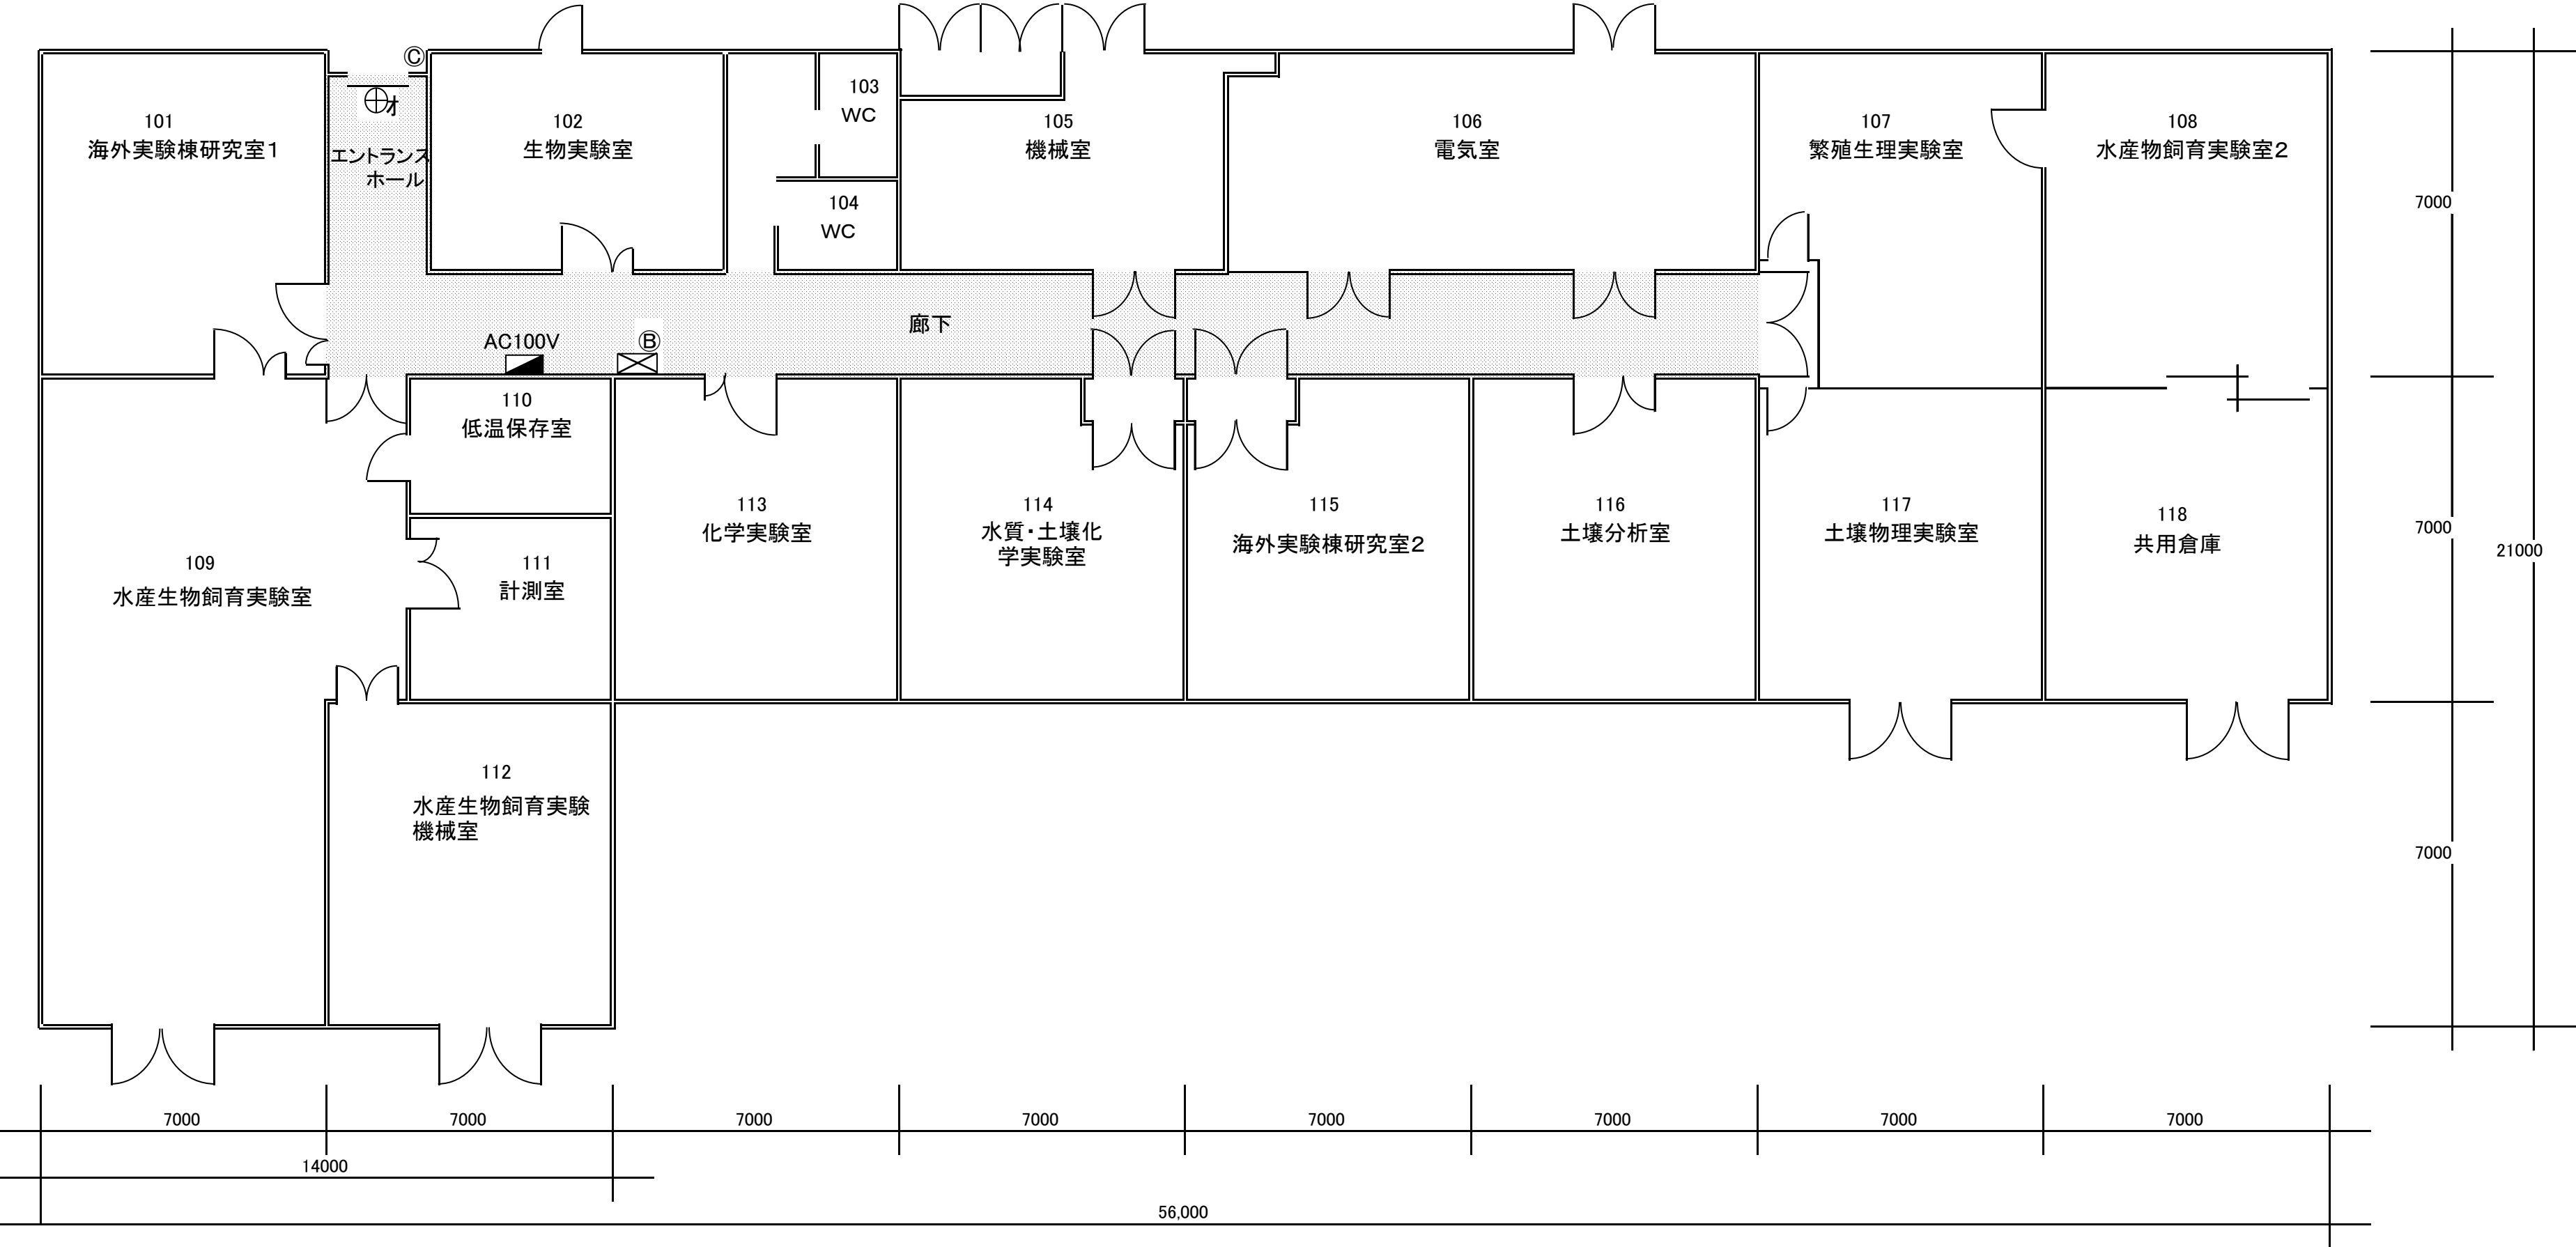 Ⓒ
101
海外実験棟研究室1
オ
エントランス
ホール
102
生物実験室
103
WC
104
WC
105
機械室
106
電気室
107
繁殖生理実験室
108
水産物飼育実験室2
7000
廊下
AC100V
Ⓑ
109
水産生物飼育実験室
110
低温保存室
111
計測室
113
化学実験室
114
水質・土壌化
学実験室
115
海外実験棟研究室2
116
土壌分析室
117
土壌物理実験室
118
共用倉庫
7000
21000
112
水産生物飼育実験
機械室
7000
7000
7000
7000
7000
7000
7000
7000
7000
14000
56,000